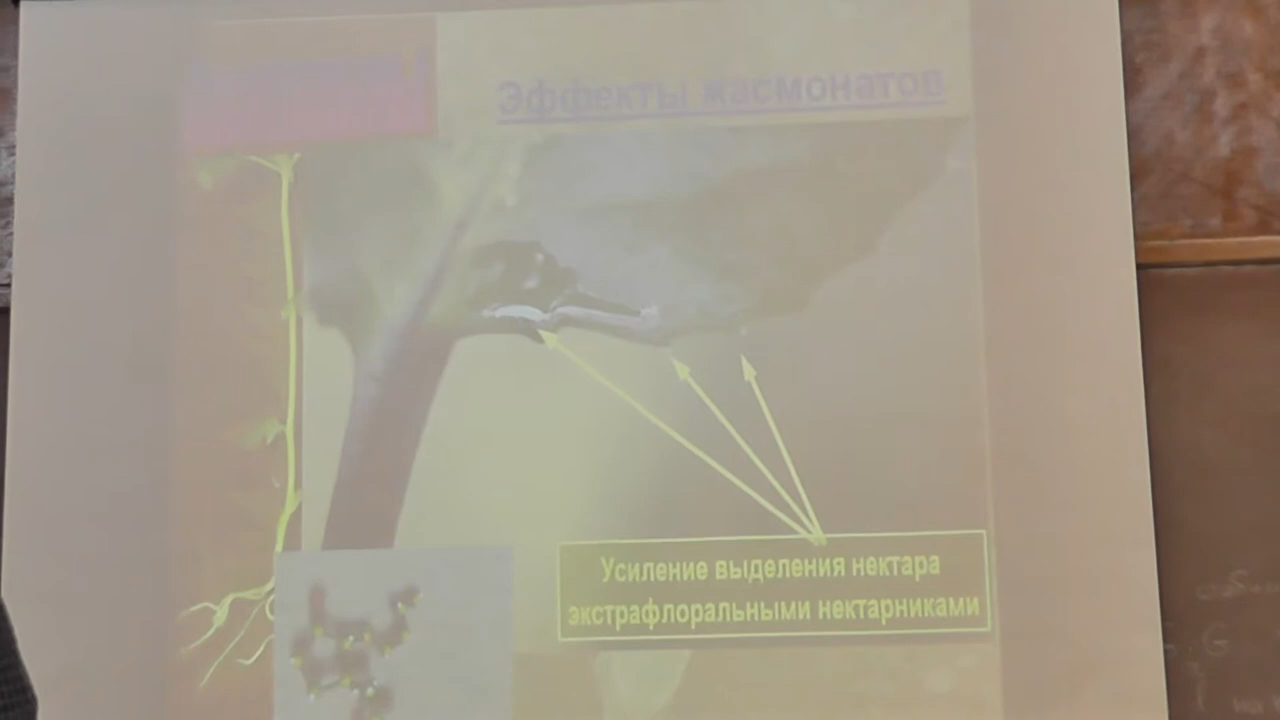 Эффекты жасмонатов
Усиление выделения нектара
экстрафлоральными нектарниками